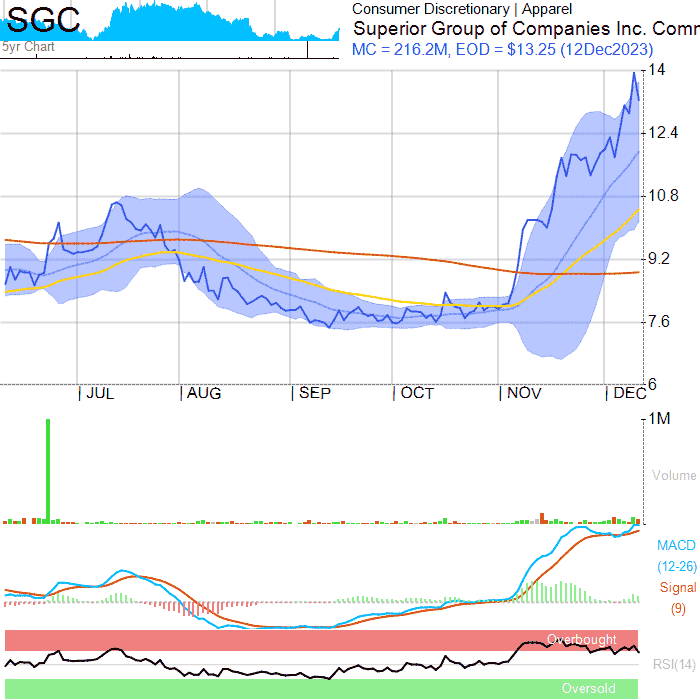 SGC
5yr Chart
Consumer Discretionary | Apparel
Superior Group of Companies Inc. Comm
MC = 216.2M, EOD = $13.25 (12Dec2023)
14
12.4
10.8
9.2
7.6
6
JUL AUG SEP OCT NOV DEC
1M
Volume
MACD
(12-26)
Signal
(9)
Overbought
RSI(14)
Oversold